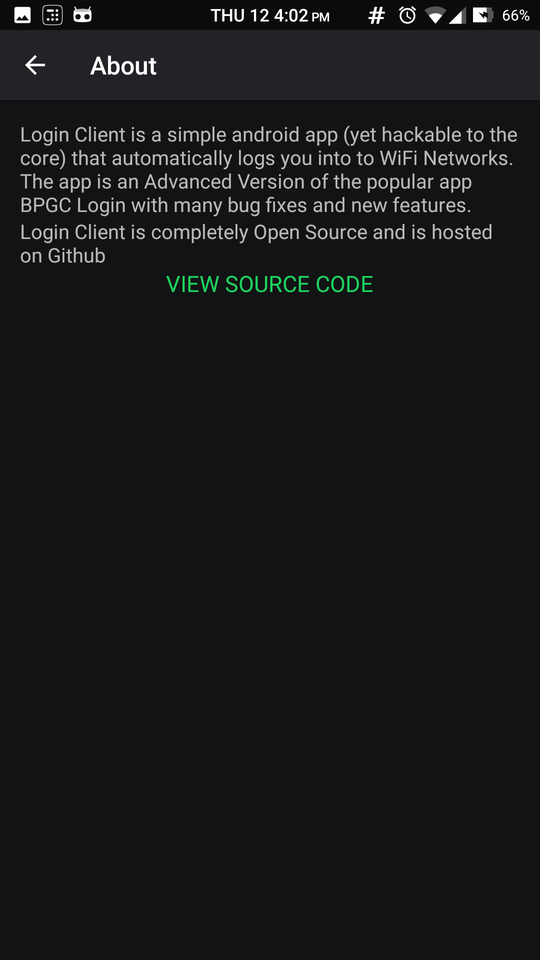 THU 12 4:02 PM
# 66%
About
Login Client is a simple android app (yet hackable to the
core) that automatically logs you into to WiFi Networks.
The app is an Advanced Version of the popular app
BPGC Login with many bug fixes and new features.
Login Client is completely Open Source and is hosted
on Github
VIEW SOURCE CODE